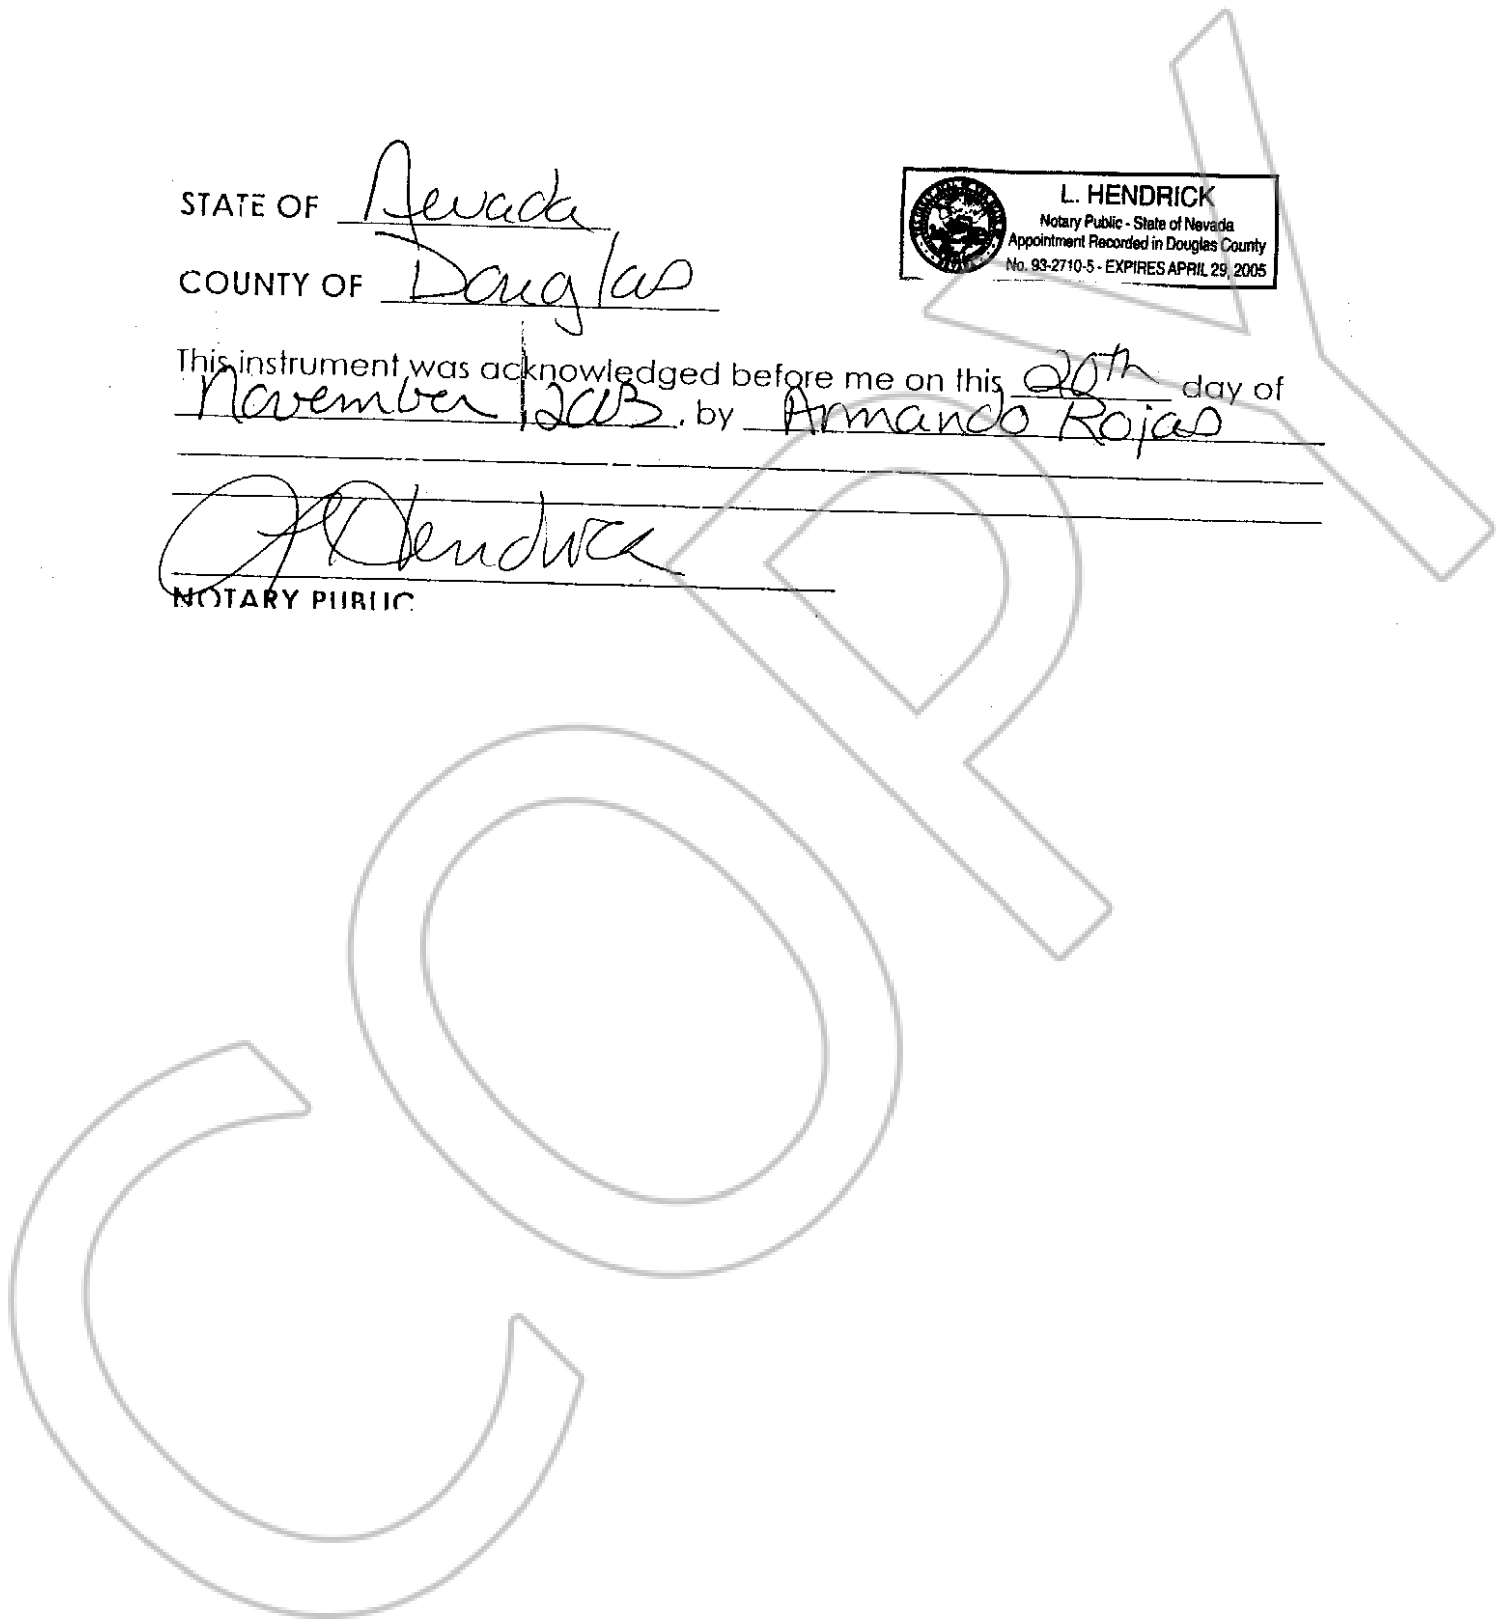 STATE OF Nevada
L. HENDRICK
Notary Public - State of Nevada
Appointment Recorded in Douglas County
No. 93-2710-5 - EXPIRES APRIL 29, 2005
COUNTY OF Douglas
This instrument was acknowledged before me on this 20th day of
November 2003, by Armando Rojas
L Hendrick
NOTARY PUBLIC
COPY